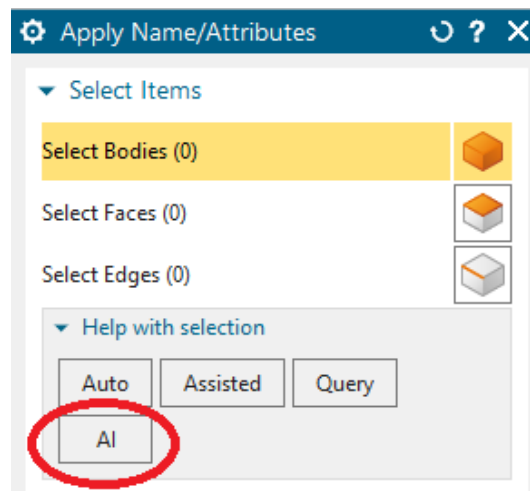 Apply Name/Attributes
Select Items
Select Bodies (0)
Select Faces (0)
Select Edges (0)
Help with selection
Auto Assisted Query
AI